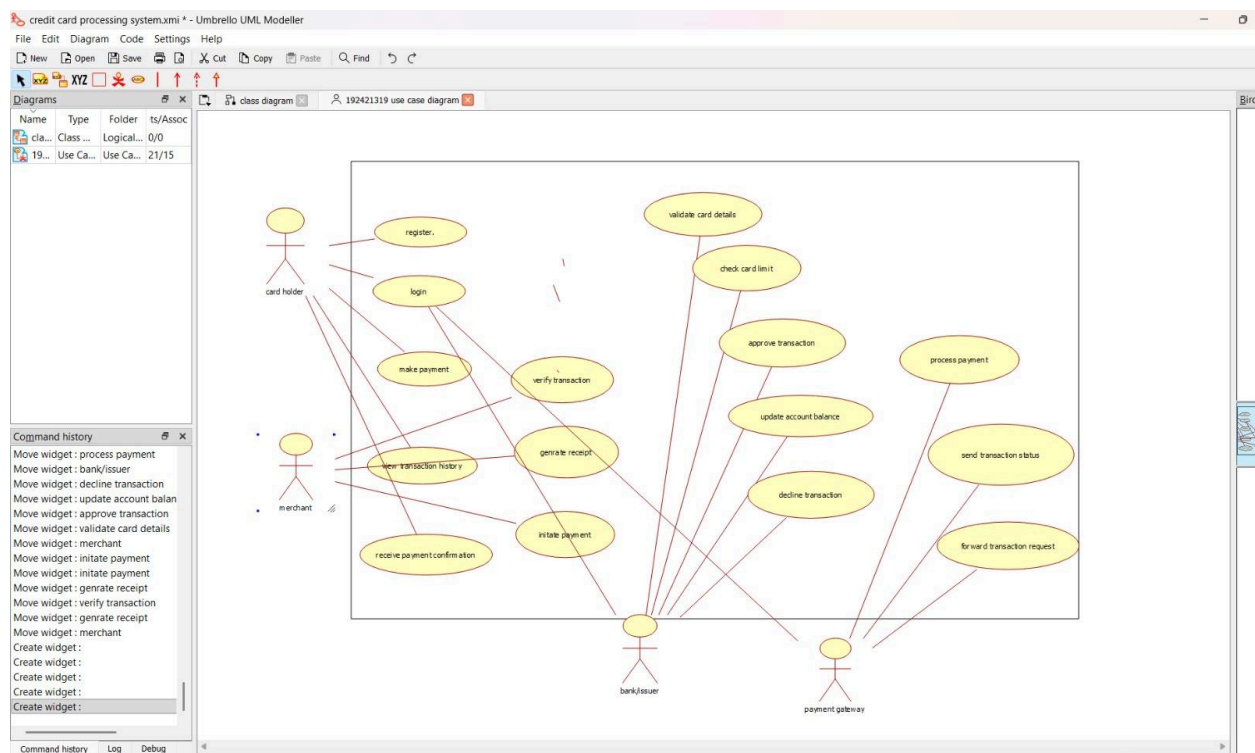 credit card processing system.xmi * - Umbrello UML Modeller
File Edit Diagram Code Settings Help
New Open Save Cut Copy Paste Find
XYZ XYZ
Diagrams
class diagram
192421319 use case diagram
Bird
Name Type Folder ts/Assoc
cla... Class ... Logical... 0/0
19... Use Ca... Use Ca... 21/15
validate card details
register.
check card limit
card holder
login
approve transaction
process payment
make payment
verify transaction
update account balance
genrate receipt
send transaction status
view transaction history
decline transaction
merchant
initate payment
forward transaction request
receive payment confirmation
bank/issuer
payment gateway
Command history
Move widget : process payment
Move widget : bank/issuer
Move widget : decline transaction
Move widget : update account balan
Move widget : approve transaction
Move widget : validate card details
Move widget : merchant
Move widget : initate payment
Move widget : initate payment
Move widget : genrate receipt
Move widget : verify transaction
Move widget : genrate receipt
Move widget : merchant
Create widget :
Create widget :
Create widget :
Create widget :
Create widget :
Command history Log Debug